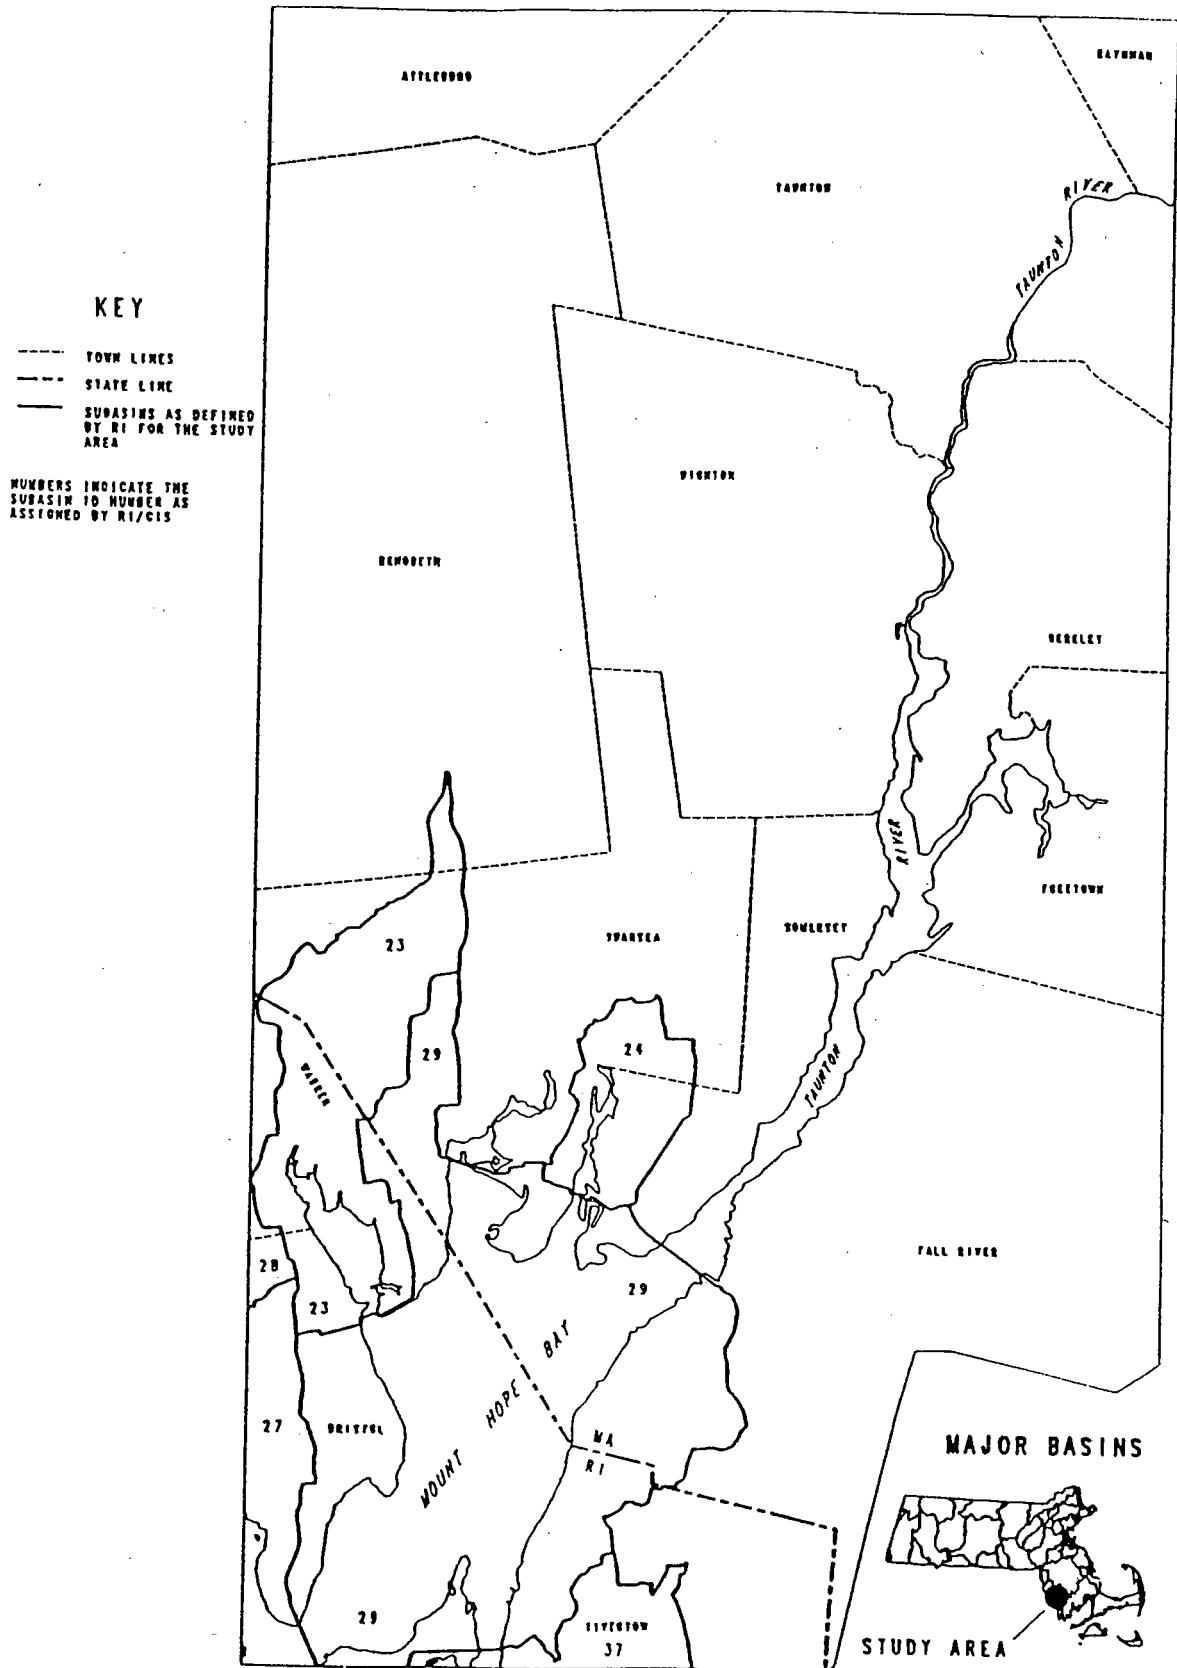 ATTLEBORO
RAYNHAM
TAUNTON
TAUNTON RIVER
KEY
TOWN LINES
STATE LINE
SUBASINS AS DEFINED
BY RI FOR THE STUDY
AREA
NUMBERS INDICATE THE
SUBASIN ID NUMBER AS
ASSIGNED BY RI/GIS
DIGHTON
REHOBETH
BERKLEY
RIVER
FREETOWN
SOMERSET
SWANSEA
23
29
24
TAUNTON
WARREN
FALL RIVER
28
23
29
MOUNT HOPE BAY
27
BRISTOL
MA
RI
MAJOR BASINS
29
TIVERTON
37
STUDY AREA